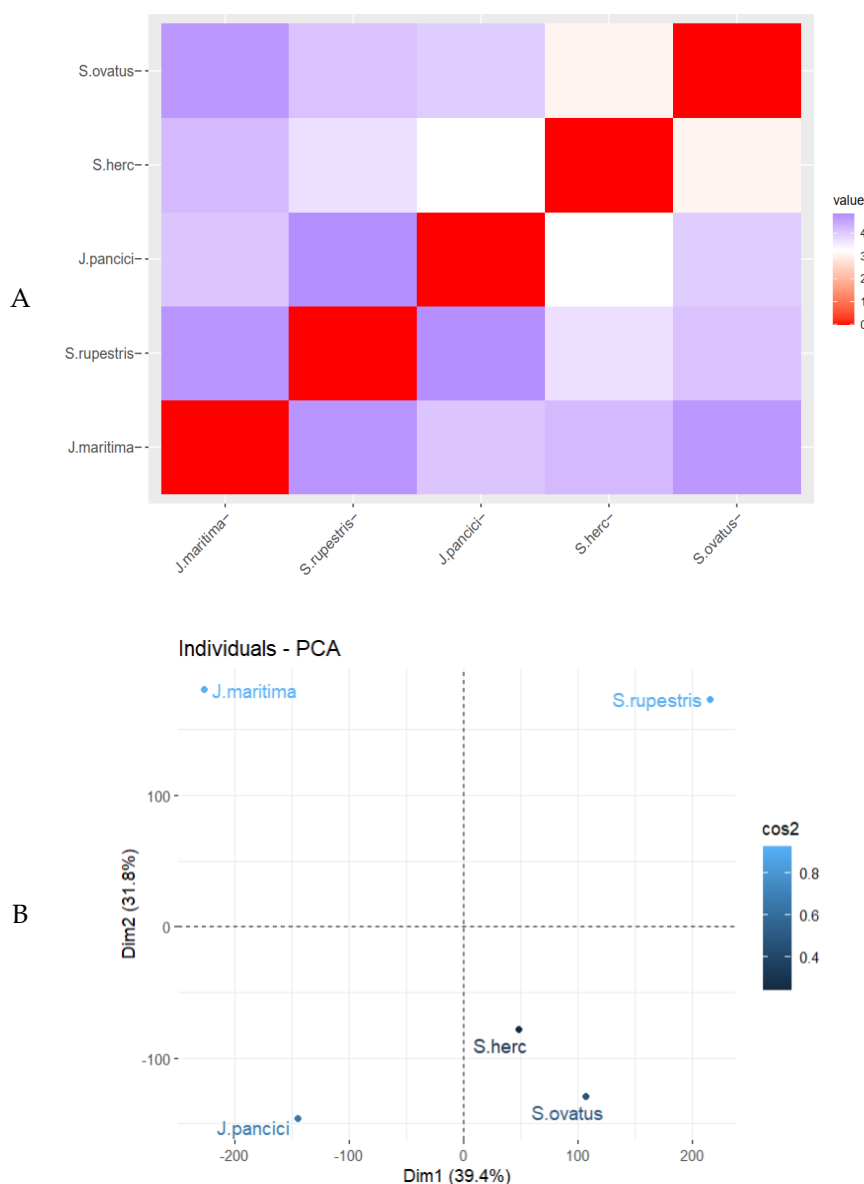 A
S.ovatus
S.herc
J.pancici
S.rupestris
J.maritima
J.maritima
S.rupestris
J.pancici
S.herc
S.ovatus
value
4
3
2
1
0
B
Individuals - PCA
J.maritima
S.rupestris
S.herc
S.ovatus
J.pancici
100
0
-100
Dim2 (31.8%)
-200
-100
0
100
200
Dim1 (39.4%)
cos2
0.8
0.6
0.4